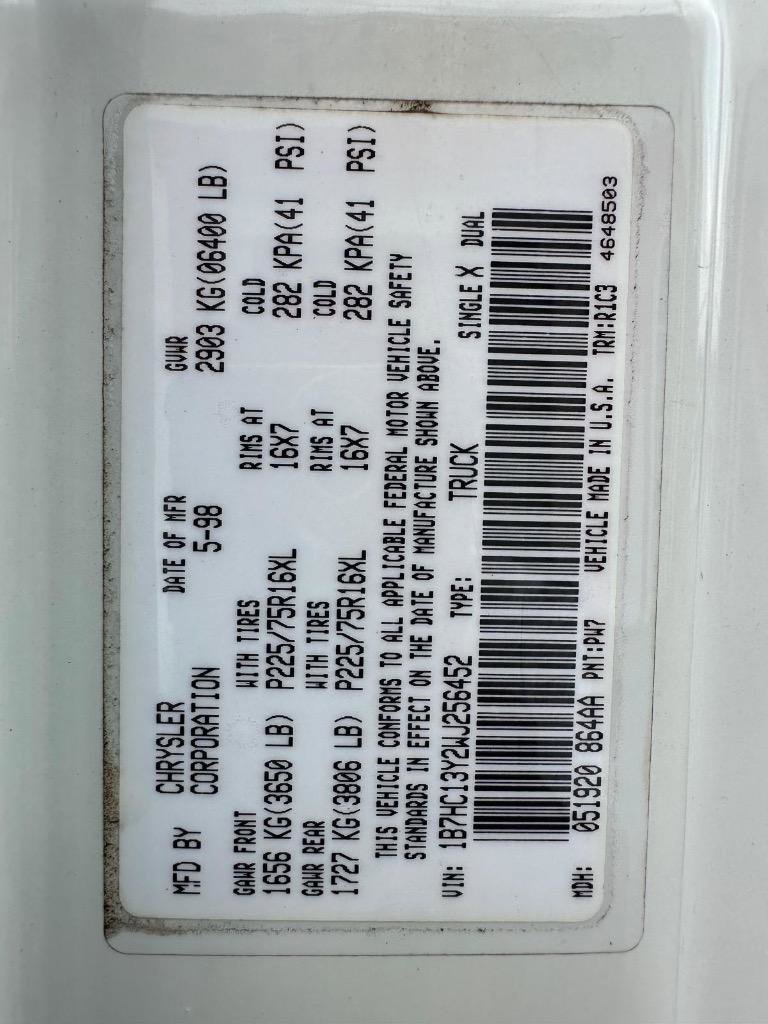 MFD BY CHRYSLER CORPORATION DATE OF MFR 5-98 GVWR 2903 KG(06400 LB)
GAWR FRONT WITH TIRES RIMS AT COLD
1656 KG(3650 LB) P225/75R16XL 16X7 282 KPA(41 PSI)
GAWR REAR WITH TIRES RIMS AT COLD
1727 KG(3806 LB) P225/75R16XL 16X7 282 KPA(41 PSI)
THIS VEHICLE CONFORMS TO ALL APPLICABLE FEDERAL MOTOR VEHICLE SAFETY
STANDARDS IN EFFECT ON THE DATE OF MANUFACTURE SHOWN ABOVE.
VIN: 1B7HC13Y2WJ256452 TYPE: TRUCK SINGLE X DUAL
MDH: 051920 864AA PNT:PW7 VEHICLE MADE IN U.S.A. TRM:R1C3 4648503